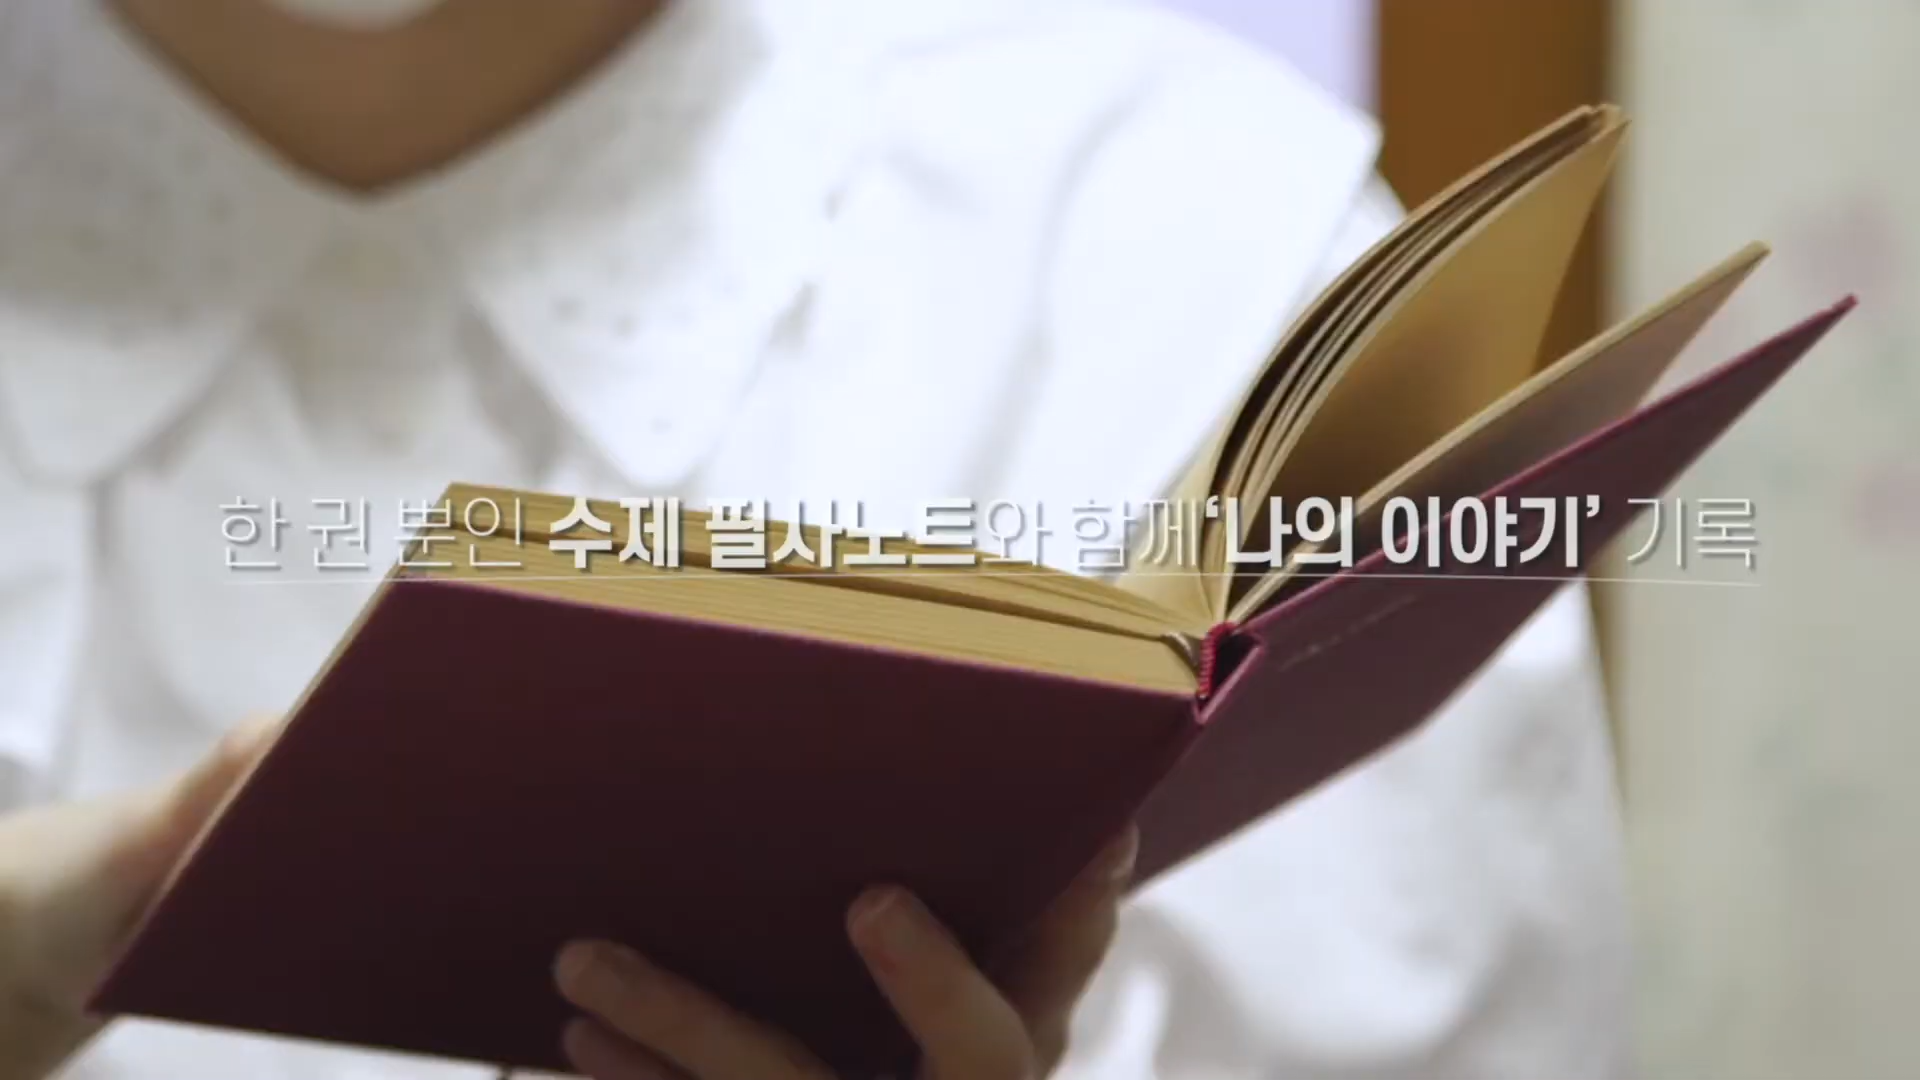 한 권 뿐인 수제 필사노트와 함께 ‘나의 이야기’ 기록